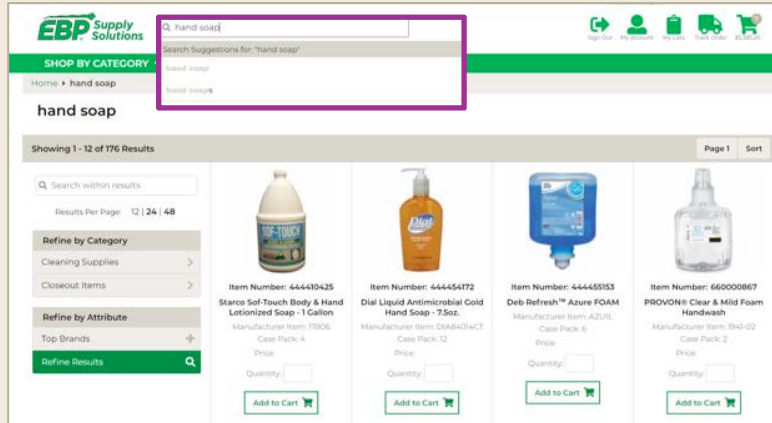 EBP Supply Solutions
hand soap
Search Suggestions for: "hand soap"
hand soap
hand soaps
Sign Out My Account My Lists Track Order
SHOP BY CATEGORY
Home hand soap
hand soap
Showing 1 - 12 of 176 Results
Page 1 Sort
Search within results
Results Per Page: 12 | 24 | 48
Refine by Category
Cleaning Supplies
Closeout Items
Refine by Attribute
Top Brands
Refine Results
SOF-TOUCH
Item Number: 444410425
Starco Sof-Touch Body & Hand
Lotionized Soap - 1 Gallon
Manufacturer Item: 77806
Case Pack: 4
Price:
Quantity:
Add to Cart
Dial
Item Number: 444454172
Dial Liquid Antimicrobial Gold
Hand Soap - 7.5oz.
Manufacturer Item: DIA84014CT
Case Pack: 12
Price:
Quantity:
Add to Cart
Item Number: 444455153
Deb Refresh™ Azure FOAM
Manufacturer Item: AZU1L
Case Pack: 6
Price:
Quantity:
Add to Cart
Item Number: 660000867
PROVON® Clear & Mild Foam
Handwash
Manufacturer Item: 1941-02
Case Pack: 2
Price:
Quantity:
Add to Cart